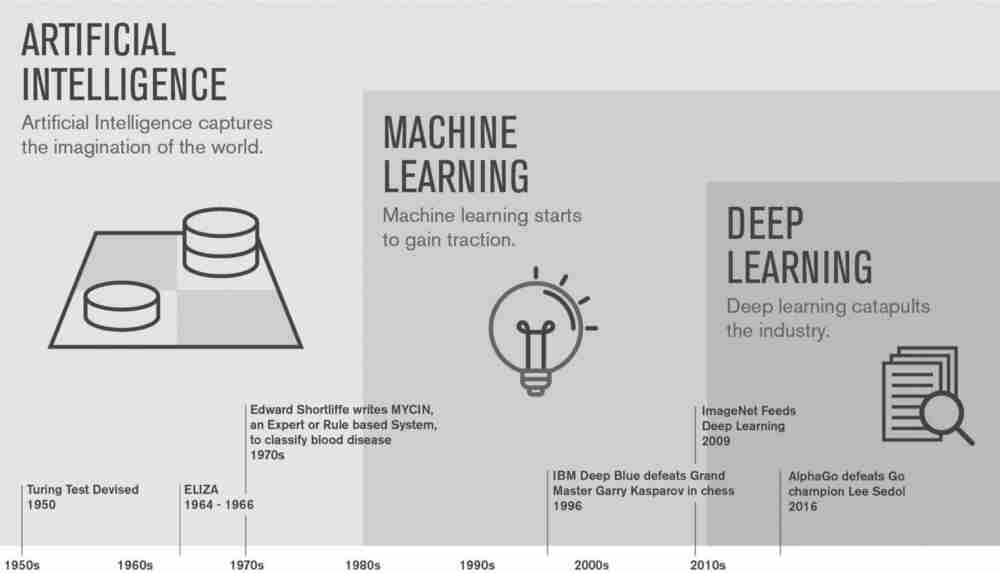 ARTIFICIAL
INTELLIGENCE
Artificial Intelligence captures
the imagination of the world.
MACHINE
LEARNING
Machine learning starts
to gain traction.
DEEP
LEARNING
Deep learning catapults
the industry.
Edward Shortliffe writes MYCIN,
an Expert or Rule based System,
to classify blood disease
1970s
ImageNet Feeds
Deep Learning
2009
Turing Test Devised
1950
ELIZA
1964 - 1966
IBM Deep Blue defeats Grand
Master Garry Kasparov in chess
1996
AlphaGo defeats Go
champion Lee Sedol
2016
1950s 1960s 1970s 1980s 1990s 2000s 2010s